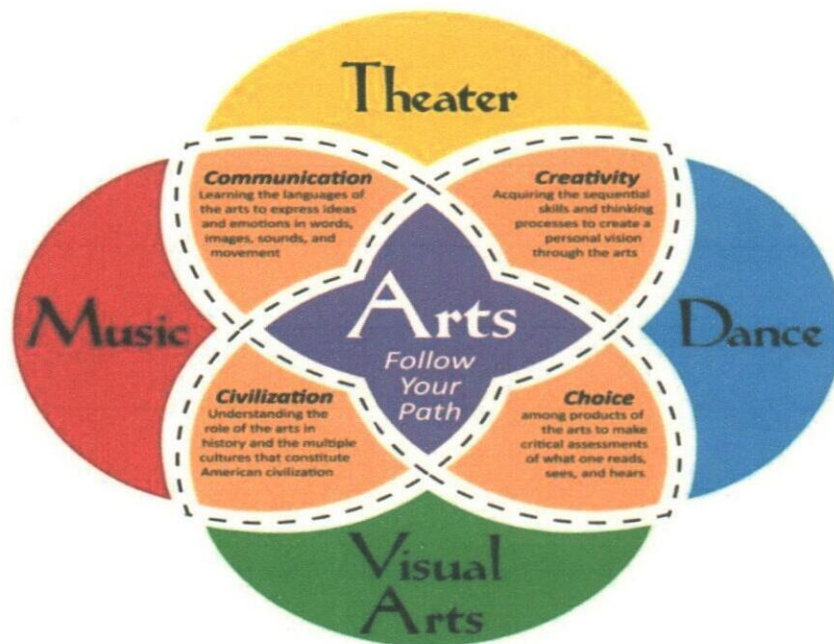 Theater
Communication
Learning the languages of
the arts to express ideas
and emotions in words,
images, sounds, and
movement
Creativity
Acquiring the sequential
skills and thinking
processes to create a
personal vision
through the arts
Music
Arts
Follow
Your
Path
Dance
Civilization
Understanding the
role of the arts in
history and the multiple
cultures that constitute
American civilization
Choice
among products of
the arts to make
critical assessments
of what one reads,
sees, and hears
Visual
Arts